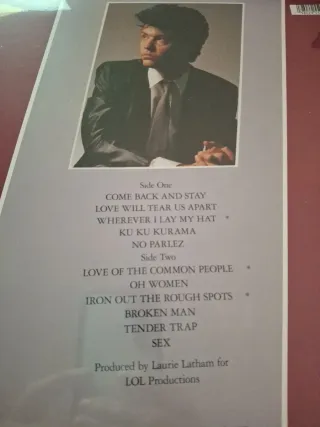 Side One
COME BACK AND STAY
LOVE WILL TEAR US APART
WHEREVER I LAY MY HAT *
KU KU KURAMA
NO PARLEZ
Side Two
LOVE OF THE COMMON PEOPLE *
OH WOMEN
IRON OUT THE ROUGH SPOTS *
BROKEN MAN
TENDER TRAP
SEX
Produced by Laurie Latham for
LOL Productions